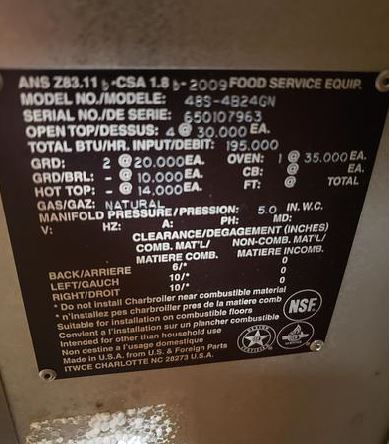 ANS Z83.11 b -CSA 1.8 b -2009 FOOD SERVICE EQUIP.
MODEL NO./MODELE: 48S-4B24GN
SERIAL NO./DE SERIE: 650107963
OPEN TOP/DESSUS: 4 @ 30.000 EA.
TOTAL BTU/HR. INPUT/DEBIT: 195.000
GRD: 2 @ 20.000EA. OVEN: 1 @ 35.000 EA.
GRD/BRL: - @ 10.000 EA. CB: @ EA.
HOT TOP: - @ 14.000EA. FT: @ TOTAL
GAS/GAZ: NATURAL
MANIFOLD PRESSURE/PRESSION: 5.0 IN. W.C.
V: HZ: A: PH: MD:
CLEARANCE/DEGAGEMENT (INCHES)
COMB. MAT'L/ NON-COMB. MAT'L/
MATIERE COMB. MATIERE INCOMB.
BACK/ARRIERE 6/* 0
LEFT/GAUCH 10/* 0
RIGHT/DROIT 10/* 0
* Do not install Charbroiler near combustible material
* n'installez pas charbroiler pres de la matiere comb
Suitable for installation on combustible floors
Convient a l'installation sur un plancher combustible
Intended for other than household use
Non cestine a l'usage domestique
Made in U.S.A. from U.S. & Foreign Parts
ITWCE CHARLOTTE NC 28273 U.S.A.
NSF